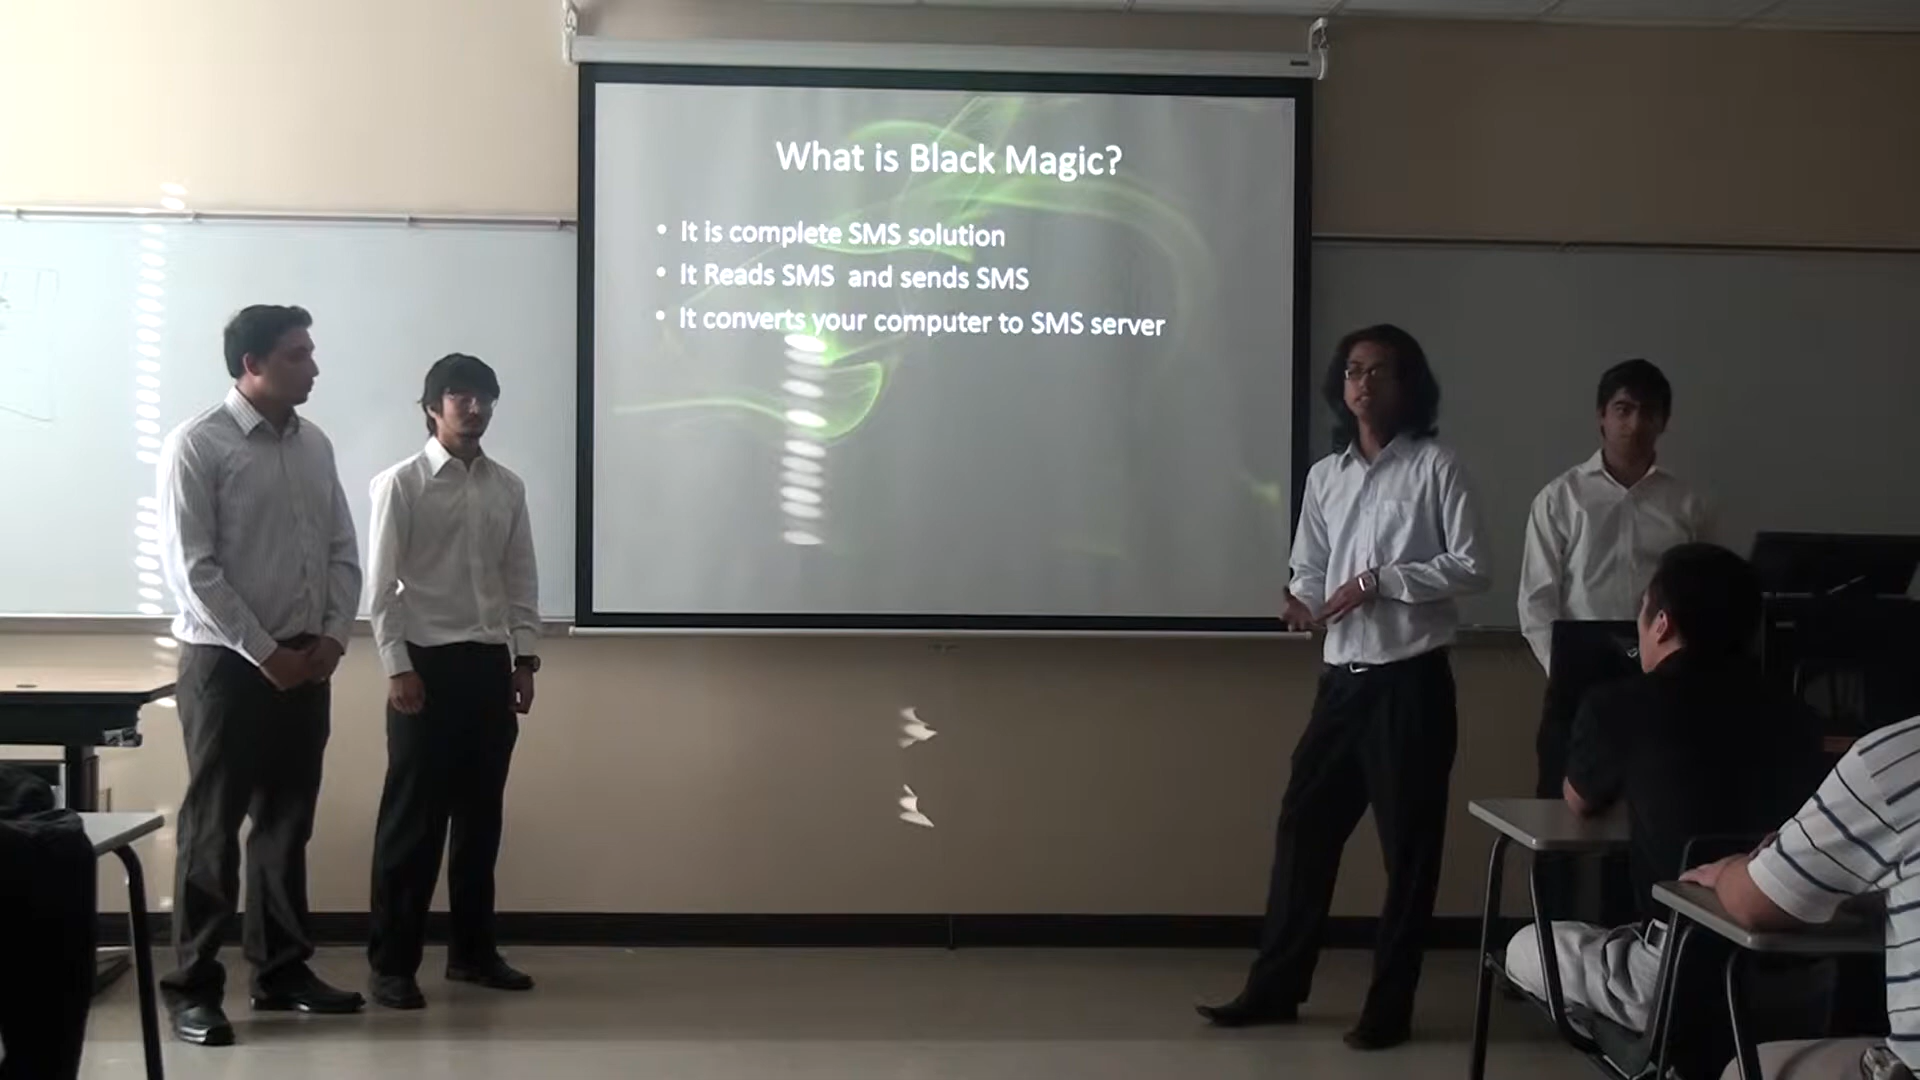 What is Black Magic?
• It is complete SMS solution
• It Reads SMS and sends SMS
• It converts your computer to SMS server